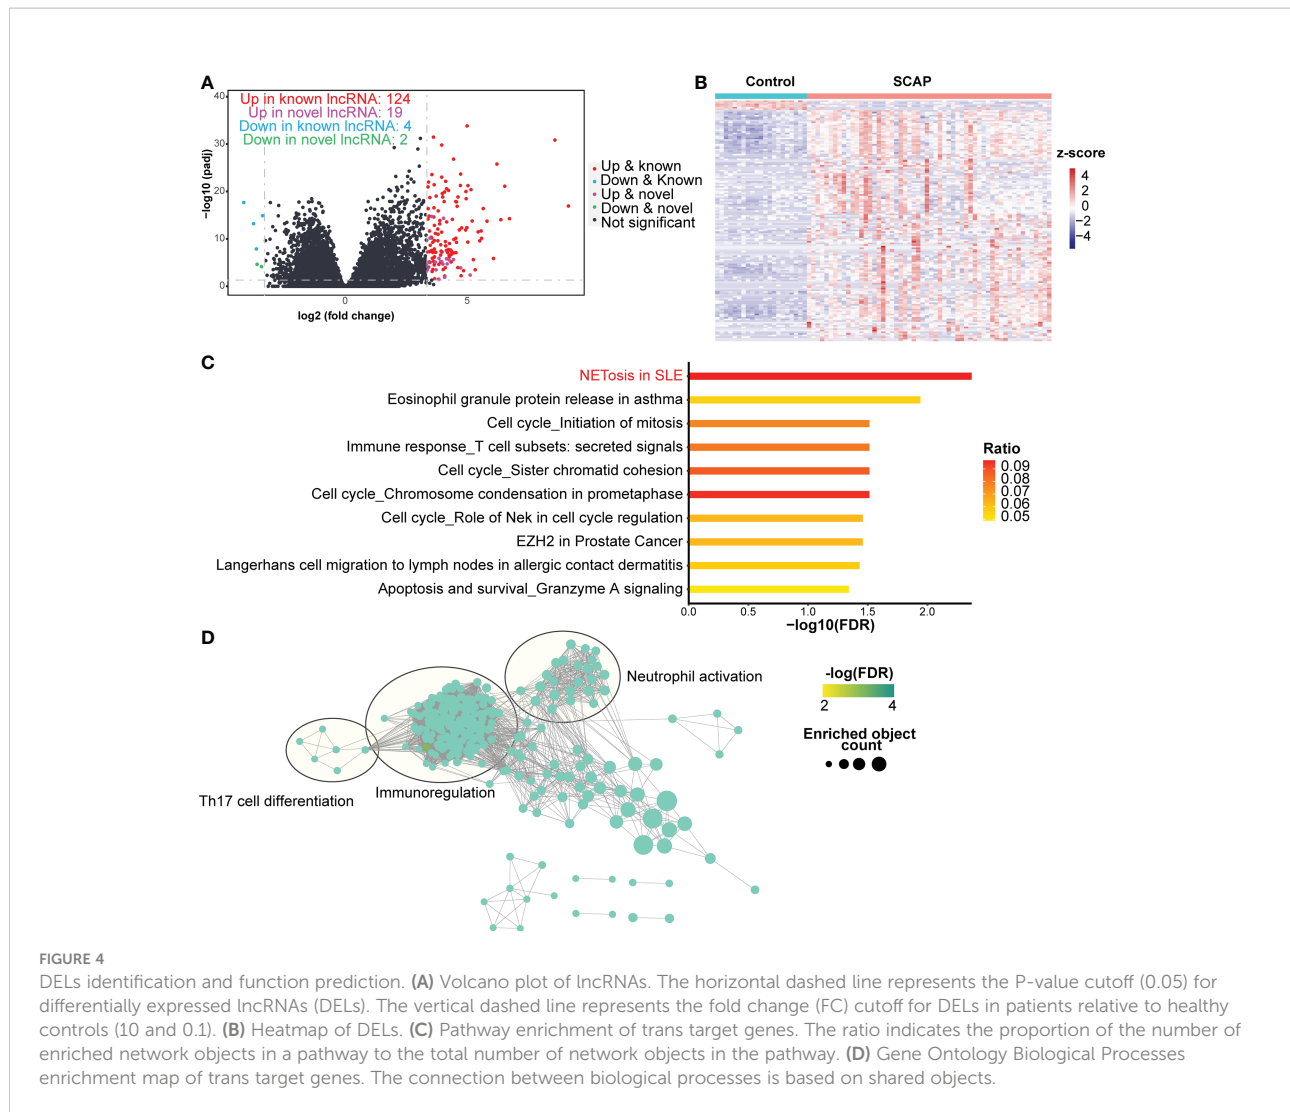 A
Up in known lncRNA: 124
Up in novel lncRNA: 19
Down in known lncRNA: 4
Down in novel lncRNA: 2
40
30
20
10
0
−log10 (padj)
0
5
log2 (fold change)
Up & known
Down & Known
Up & novel
Down & novel
Not significant
B
Control
SCAP
z-score
4
2
0
−2
−4
C
NETosis in SLE
Eosinophil granule protein release in asthma
Cell cycle_Initiation of mitosis
Immune response_T cell subsets: secreted signals
Cell cycle_Sister chromatid cohesion
Cell cycle_Chromosome condensation in prometaphase
Cell cycle_Role of Nek in cell cycle regulation
EZH2 in Prostate Cancer
Langerhans cell migration to lymph nodes in allergic contact dermatitis
Apoptosis and survival_Granzyme A signaling
0.0
0.5
1.0
1.5
2.0
−log10(FDR)
Ratio
0.09
0.08
0.07
0.06
0.05
D
Neutrophil activation
Th17 cell differentiation
Immunoregulation
-log(FDR)
2
4
Enriched object
count
FIGURE 4
DELs identification and function prediction. (A) Volcano plot of lncRNAs. The horizontal dashed line represents the P-value cutoff (0.05) for
differentially expressed lncRNAs (DELs). The vertical dashed line represents the fold change (FC) cutoff for DELs in patients relative to healthy
controls (10 and 0.1). (B) Heatmap of DELs. (C) Pathway enrichment of trans target genes. The ratio indicates the proportion of the number of
enriched network objects in a pathway to the total number of network objects in the pathway. (D) Gene Ontology Biological Processes
enrichment map of trans target genes. The connection between biological processes is based on shared objects.